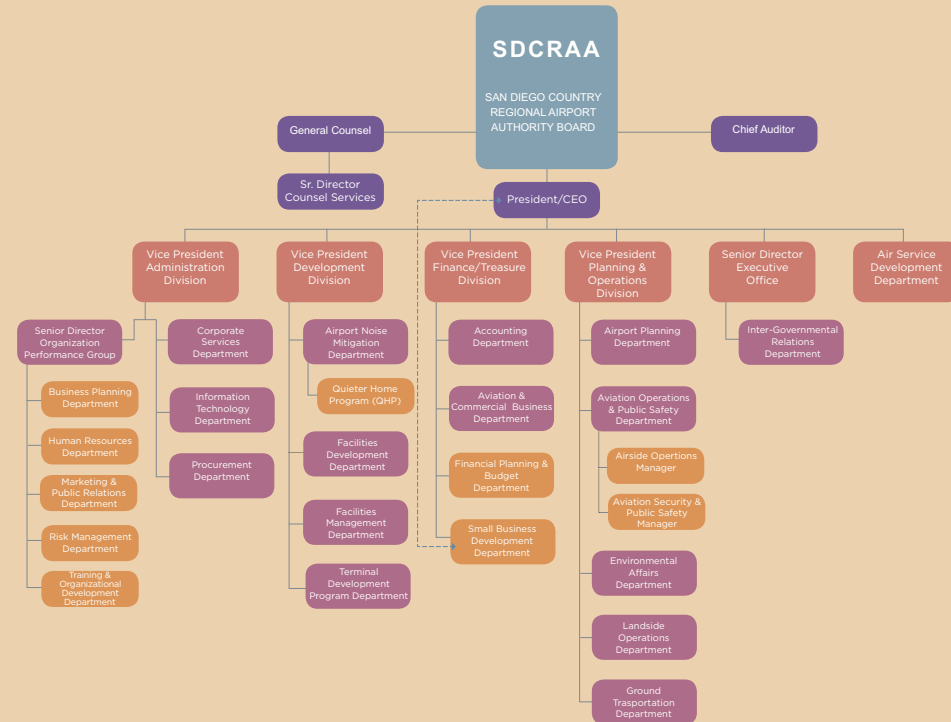 SDCRAA
SAN DIEGO COUNTRY
REGIONAL AIRPORT
AUTHORITY BOARD
General Counsel
Chief Auditor
Sr. Director
Counsel Services
President/CEO
Vice President
Administration
Division
Vice President
Development
Division
Vice President
Finance/Treasure
Division
Vice President
Planning &
Operations
Division
Senior Director
Executive
Office
Air Service
Development
Department
Senior Director
Organization
Performance Group
Business Planning
Department
Human Resources
Department
Marketing &
Public Relations
Department
Risk Management
Department
Training &
Organizational
Development
Department
Corporate
Services
Department
Information
Technology
Department
Procurement
Department
Airport Noise
Mitigation
Department
Quieter Home
Program (QHP)
Facilities
Development
Department
Facilities
Management
Department
Terminal
Development
Program Department
Accounting
Department
Aviation &
Commercial Business
Department
Financial Planning &
Budget
Department
Small Business
Development
Department
Airport Planning
Department
Aviation Operations
& Public Safety
Department
Airside Opertions
Manager
Aviation Security &
Public Safety
Manager
Environmental
Affairs
Department
Landside
Operations
Department
Ground
Trasportation
Department
Inter-Governmental
Relations
Department